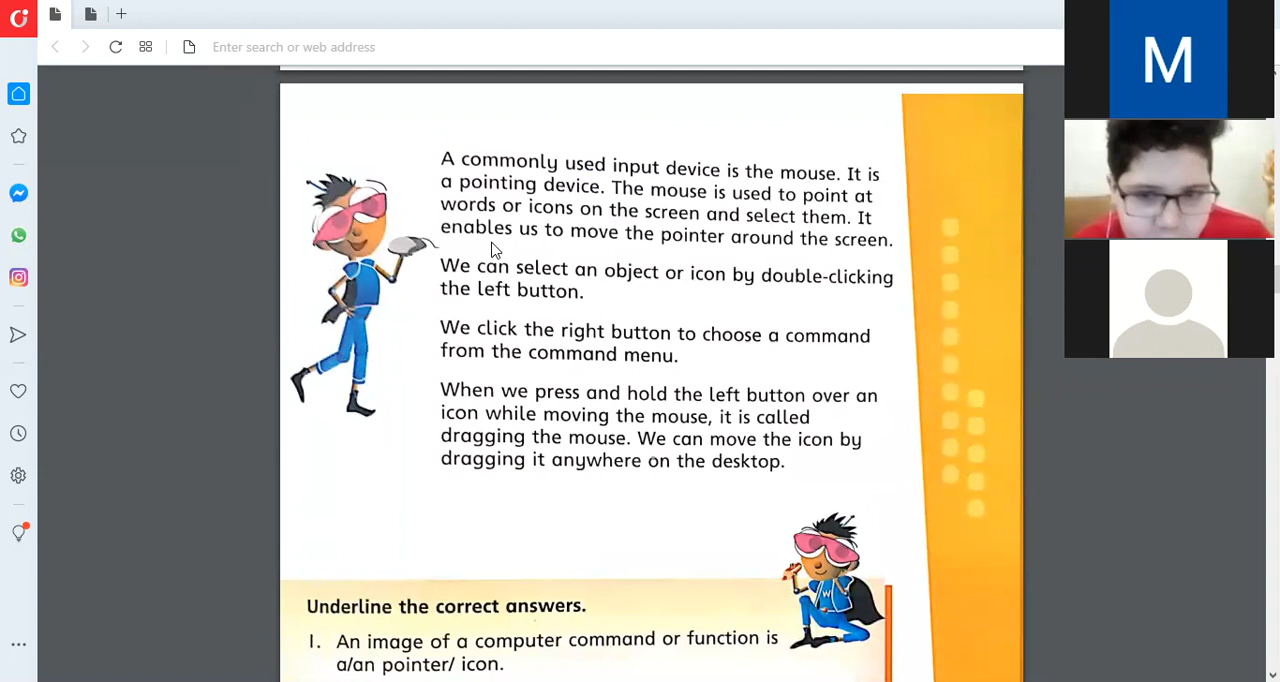 Enter search or web address
M
A commonly used input device is the mouse. It is
a pointing device. The mouse is used to point at
words or icons on the screen and select them. It
enables us to move the pointer around the screen.
We can select an object or icon by double-clicking
the left button.
We click the right button to choose a command
from the command menu.
When we press and hold the left button over an
icon while moving the mouse, it is called
dragging the mouse. We can move the icon by
dragging it anywhere on the desktop.
W
Underline the correct answers.
1. An image of a computer command or function is
a/an pointer/ icon.